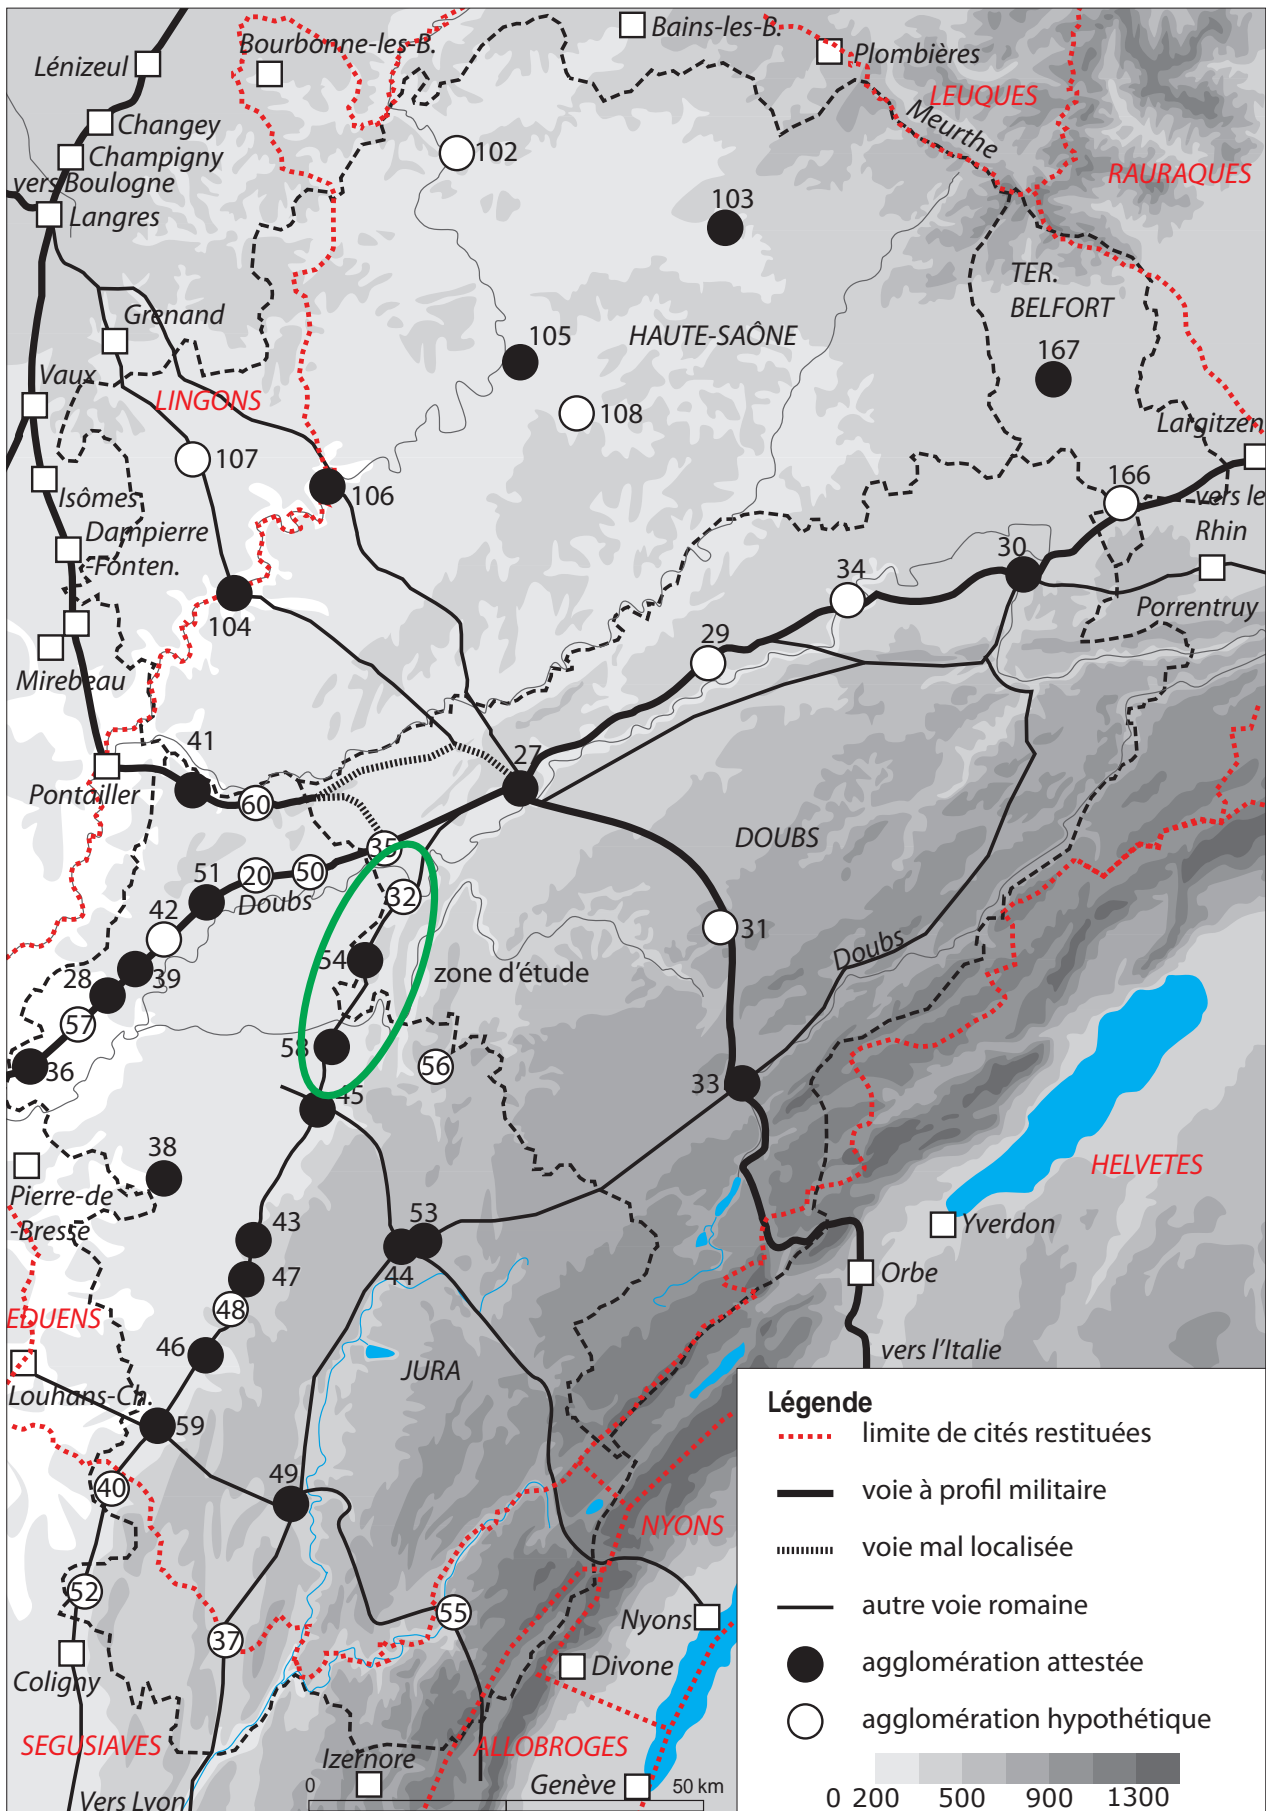 Bains-les-B.
Bourbonne-les-B.
Plombières
Lénizeul
LEUQUES
Meurthe
Changey
Champigny
102
RAURAQUES
vers Boulogne
103
Langres
TER.
BELFORT
Grenand
105
HAUTE-SAÔNE
167
Vaux
LINGONS
108
Largitzen
107
166
Isômes
106
vers le
Rhin
Dampierre
-Fonten.
30
34
Porrentruy
104
29
Mirebeau
41
27
Pontailler
60
DOUBS
35
51
20
50
Doubs
32
42
31
Doubs
54
zone d'étude
28
39
57
58
56
36
33
45
38
HELVETES
Pierre-de
-Bresse
53
Yverdon
43
44
Orbe
47
EDUENS
48
46
vers l'Italie
JURA
Louhans-Ch.
59
49
40
NYONS
52
55
Nyons
37
Divone
Coligny
SEGUSIAVES
ALLOBROGES
Izernore
Genève
Vers Lyon
0
50 km
Légende
limite de cités restituées
voie à profil militaire
voie mal localisée
autre voie romaine
agglomération attestée
agglomération hypothétique
0 200 500 900 1300